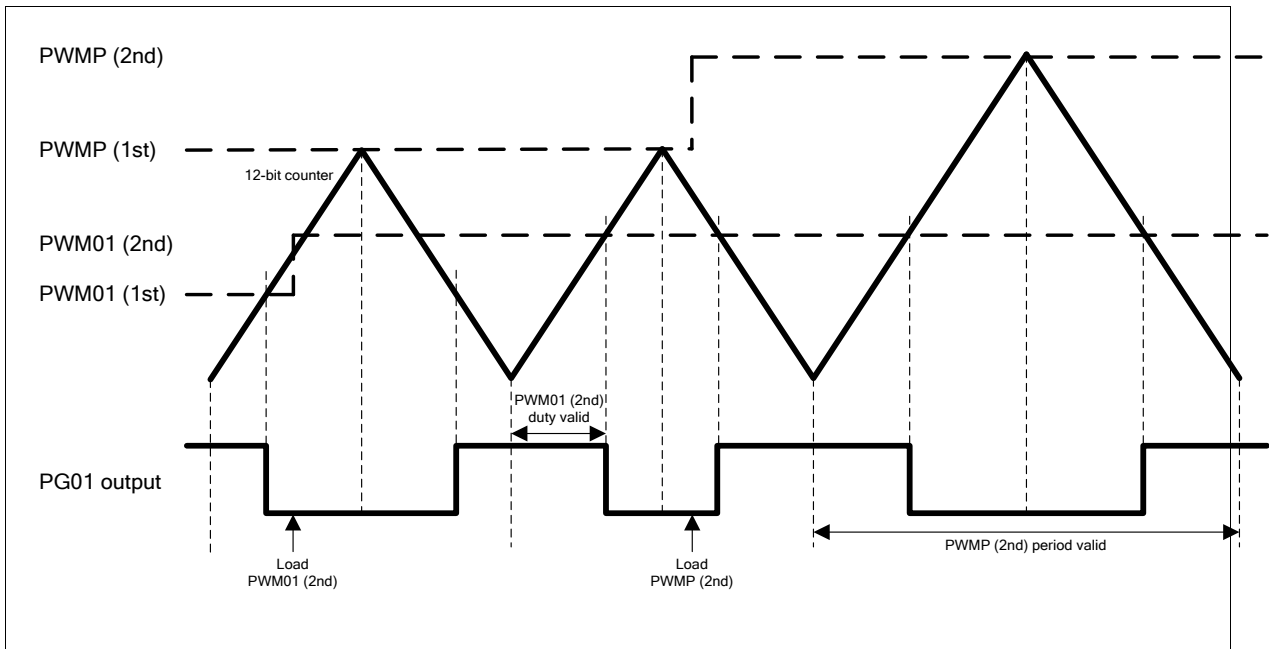 PWMP (2nd)
PWMP (1st)
12-bit counter
PWM01 (2nd)
PWM01 (1st)
PWM01 (2nd)
duty valid
PG01 output
Load
PWM01 (2nd)
Load
PWMP (2nd)
PWMP (2nd) period valid